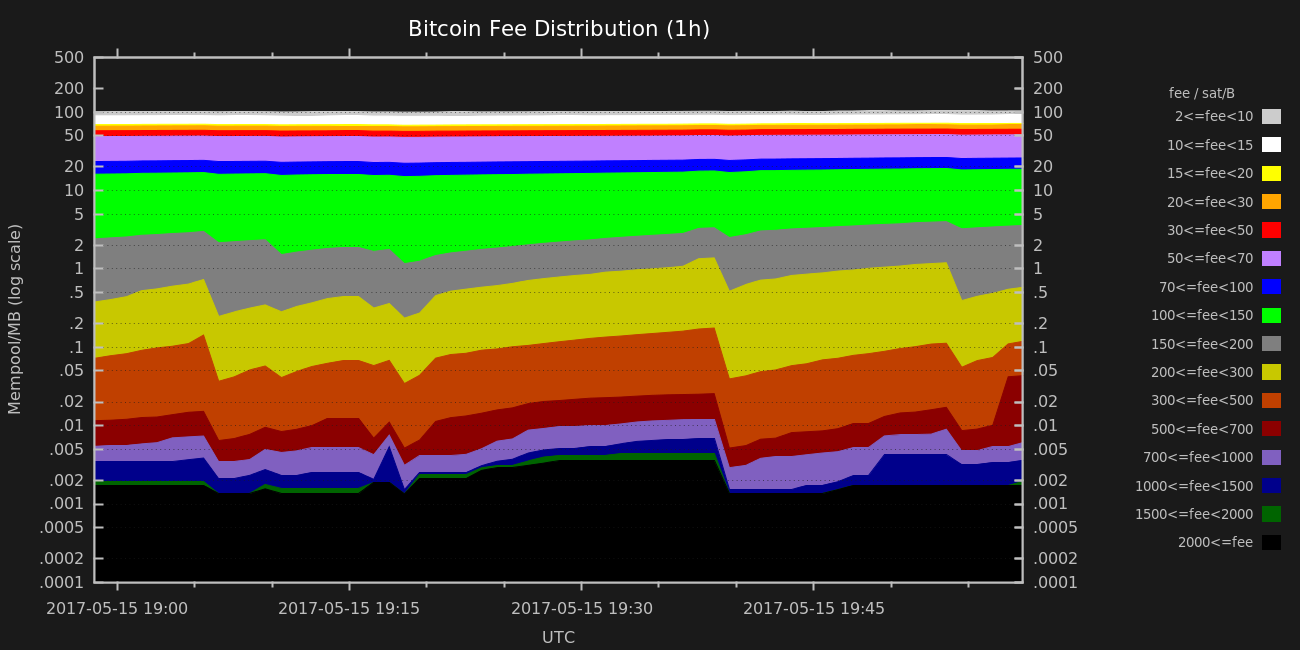 Bitcoin Fee Distribution (1h)
500
200
100
50
20
10
5
2
1
.5
.2
.1
.05
.02
.01
.005
.002
.001
.0005
.0002
.0001
Mempool/MB (log scale)
500
200
100
50
20
10
5
2
1
.5
.2
.1
.05
.02
.01
.005
.002
.001
.0005
.0002
.0001
2017-05-15 19:00 2017-05-15 19:15 2017-05-15 19:30 2017-05-15 19:45
UTC
fee / sat/B
2<=fee<10
10<=fee<15
15<=fee<20
20<=fee<30
30<=fee<50
50<=fee<70
70<=fee<100
100<=fee<150
150<=fee<200
200<=fee<300
300<=fee<500
500<=fee<700
700<=fee<1000
1000<=fee<1500
1500<=fee<2000
2000<=fee